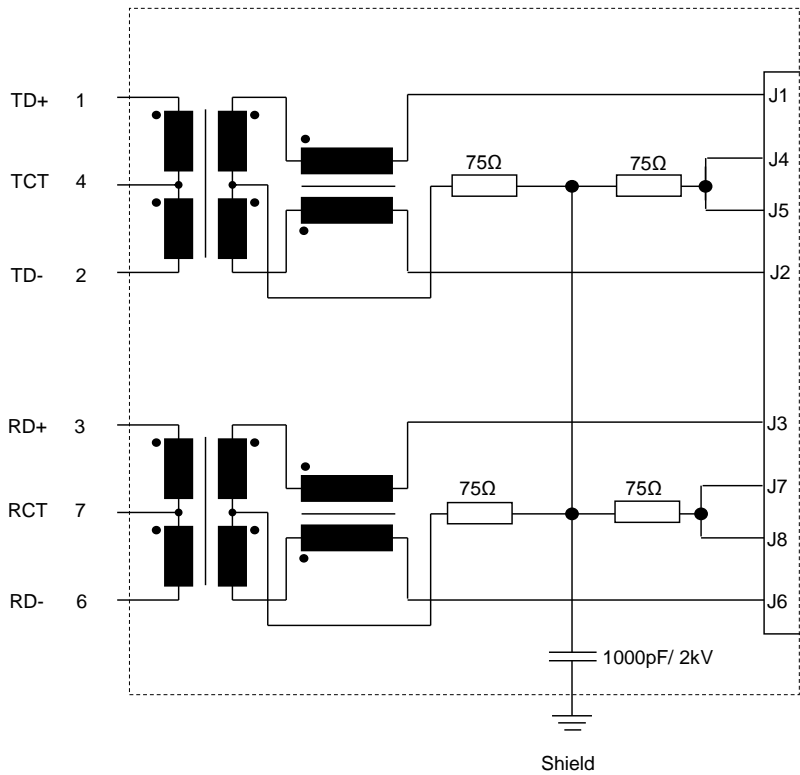 TD+ 1
J1
75Ω 75Ω
J4
TCT 4
J5
TD- 2
J2
RD+ 3
J3
75Ω 75Ω
J7
RCT 7
J8
RD- 6
J6
1000pF/ 2kV
Shield